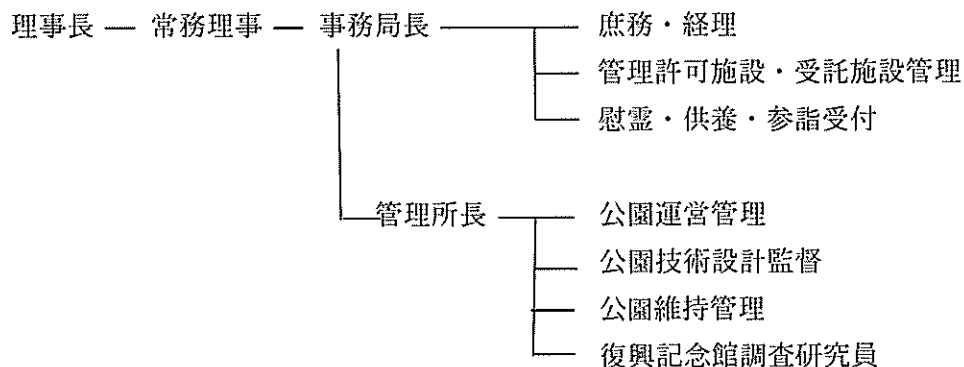 理事長 ― 常務理事 ― 事務局長 庶務・経理
管理許可施設・受託施設管理
慰霊・供養・参詣受付
管理所長 公園運営管理
公園技術設計監督
公園維持管理
復興記念館調査研究員